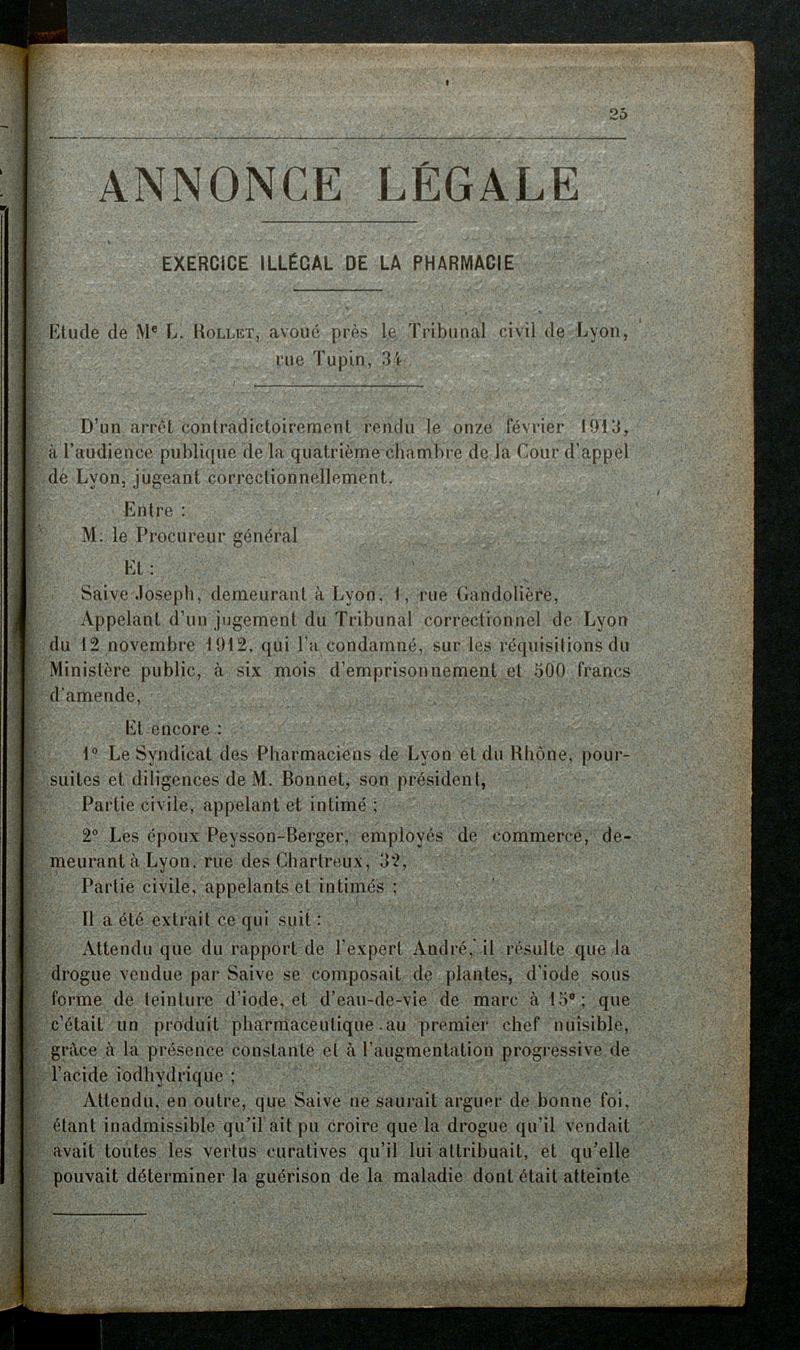 25
ANNONCE LÉGALE
EXERCICE ILLÉGAL DE LA PHARMACIE
Etude de Me L. ROLLET, avoué près le Tribunal civil de Lyon,
rue Tupin, 34
D'un arrêt contradictoirement rendu le onze février 1913,
à l'audience publique de la quatrième chambre de la Cour d'appel
de Lyon, jugeant correctionnellement.
Entre :
M. le Procureur général
Et :
Saive Joseph, demeurant à Lyon, 1, rue Gandolière,
Appelant d'un jugement du Tribunal correctionnel de Lyon
du 12 novembre 1912, qui l'a condamné, sur les réquisitions du
Ministère public, à six mois d'emprisonnement et 500 francs
d'amende,
Et encore :
1° Le Syndicat des Pharmaciens de Lyon et du Rhône, pour-
suites et diligences de M. Bonnet, son président,
Partie civile, appelant et intimé ;
2° Les époux Peysson-Berger, employés de commerce, de-
meurant à Lyon. rue des Chartreux, 32,
Partie civile, appelants et intimés ;
Il a été extrait ce qui suit :
Attendu que du rapport de l'expert André, il résulte que la
drogue vendue par Saive se composait de plantes, d'iode sous
forme de teinture d'iode, et d'eau-de-vie de marc à 15° ; que
c'était un produit pharmaceutique au premier chef nuisible,
grâce à la présence constante et à l'augmentation progressive de
l'acide iodhydrique ;
Attendu, en outre, que Saive ne saurait arguer de bonne foi,
étant inadmissible qu'il ait pu croire que la drogue qu'il vendait
avait toutes les vertus curatives qu'il lui attribuait, et qu'elle
pouvait déterminer la guérison de la maladie dont était atteinte